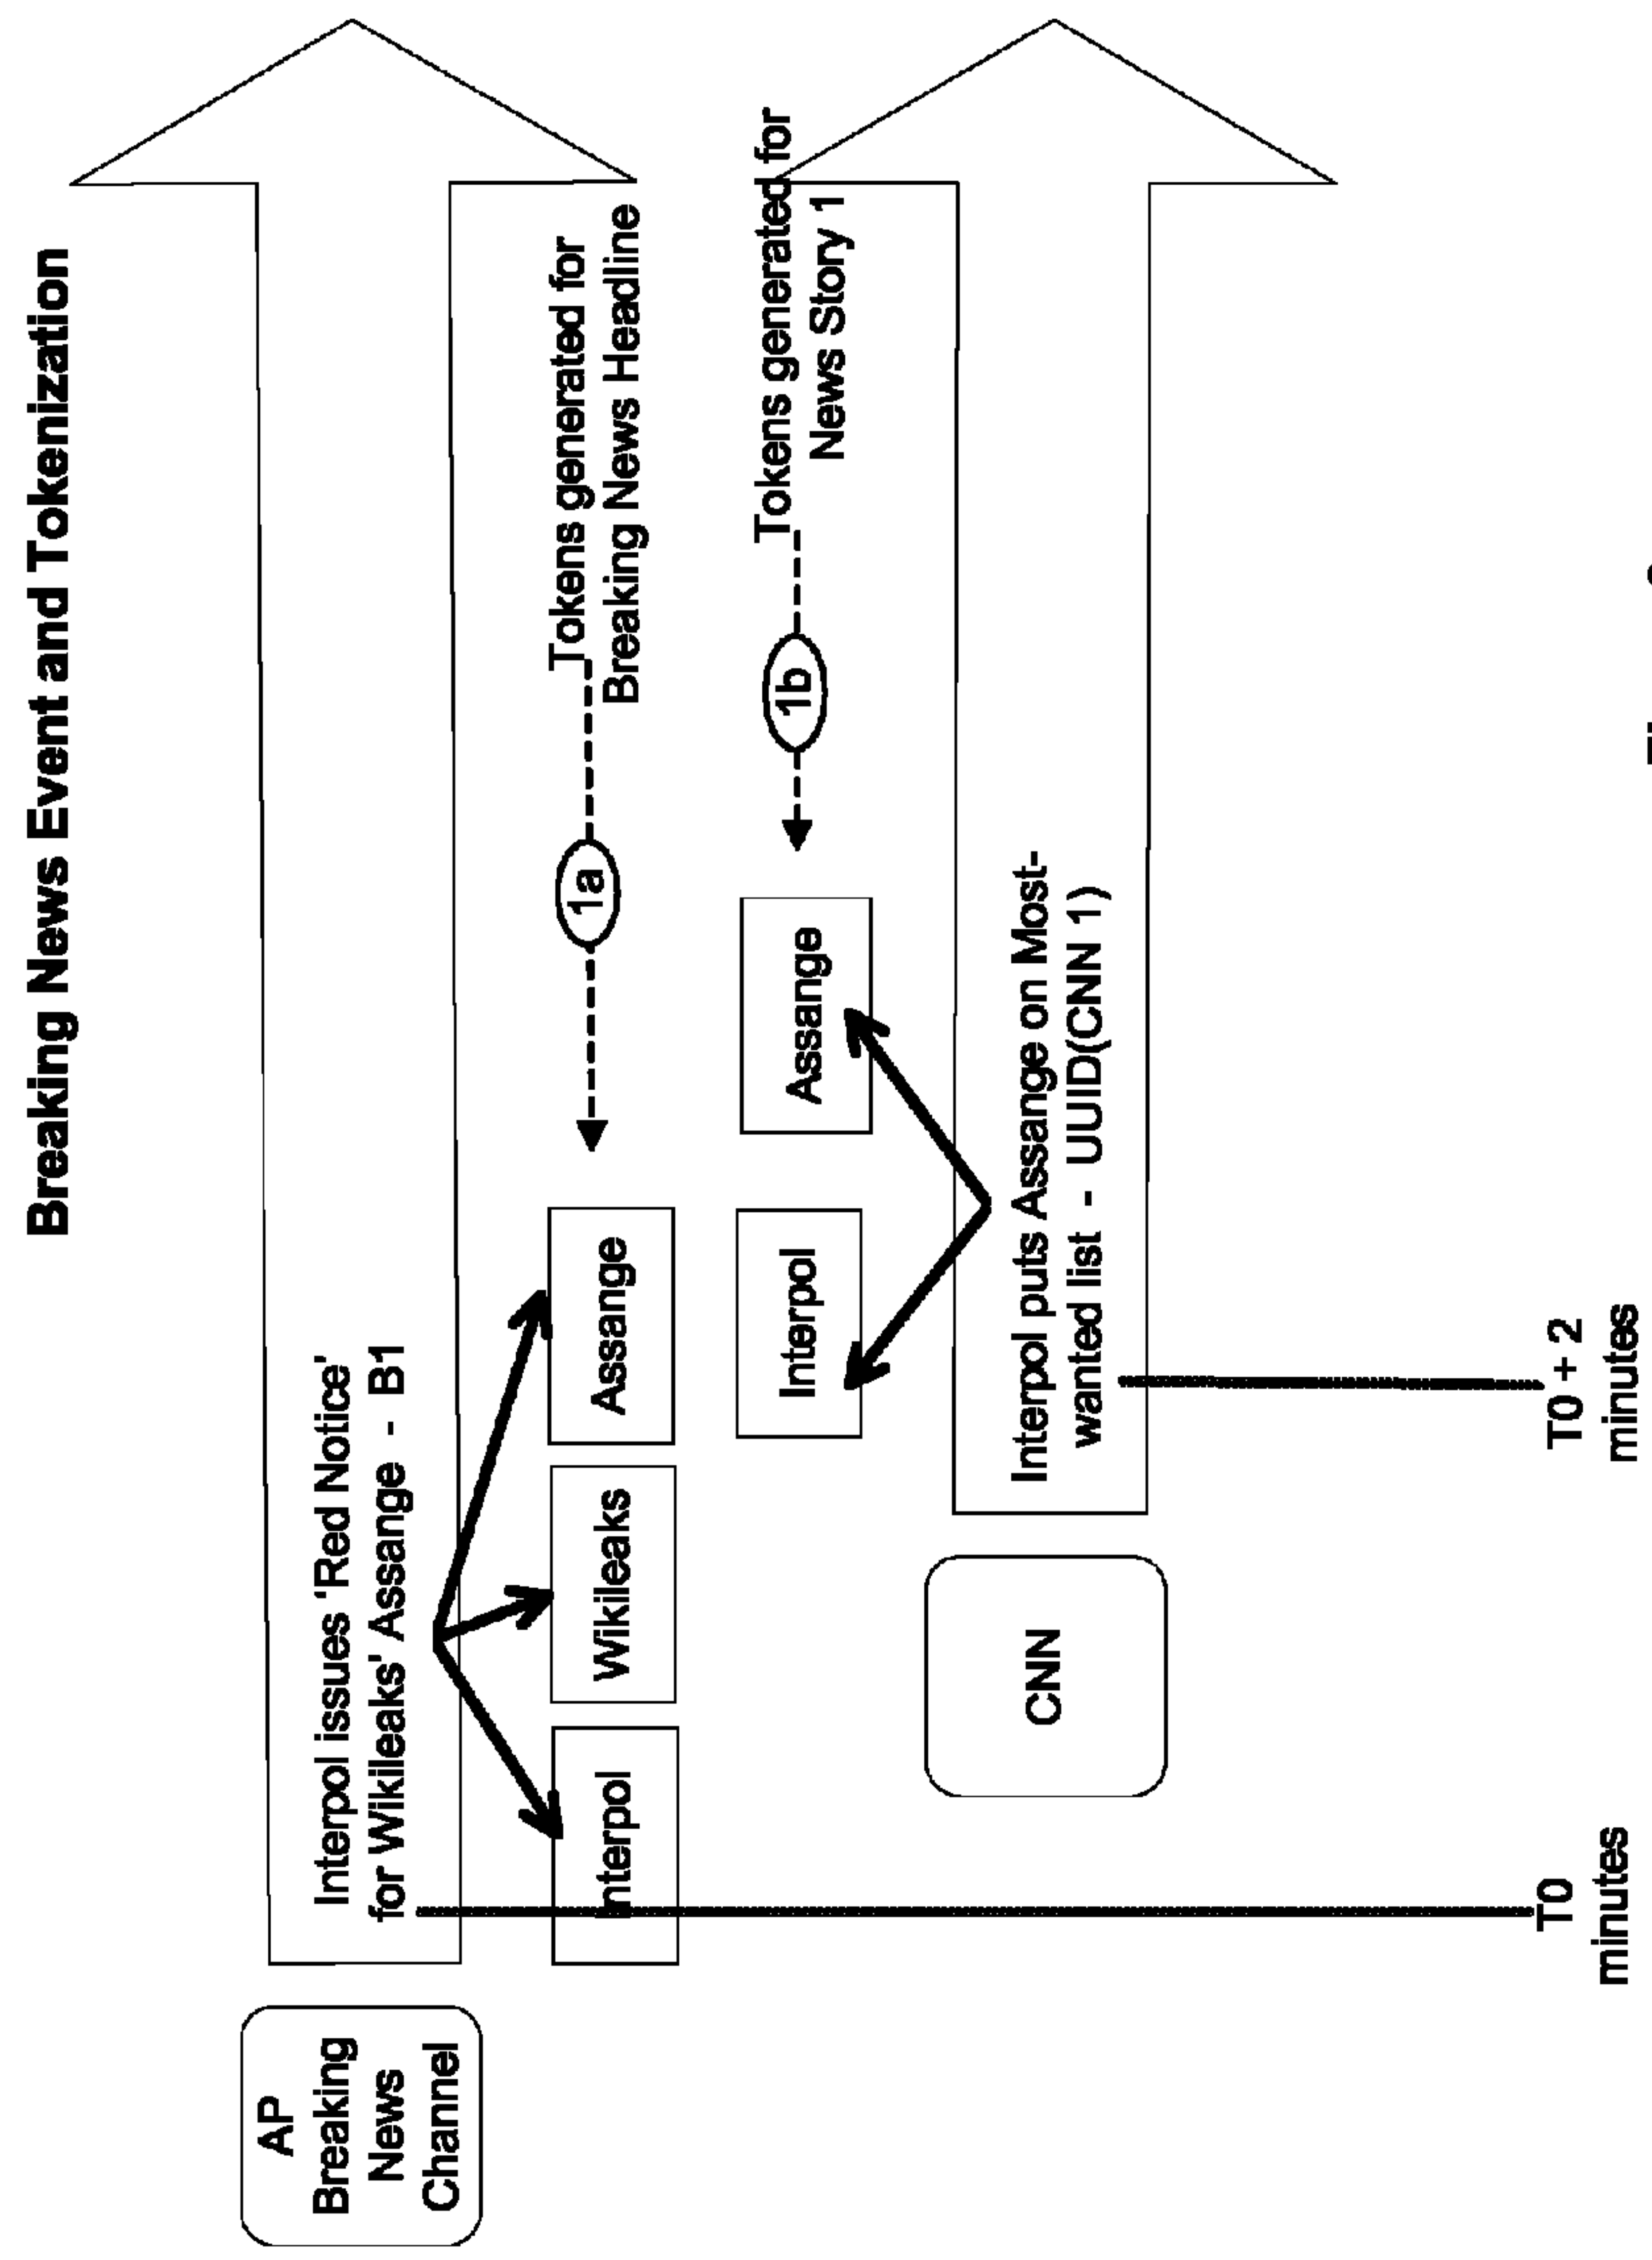 Breaking News Event and Tokenization
AP
Breaking
News
Channel
Interpol issues 'Red Notice'
for Wikileaks' Assange - B1
Interpol
Wikileaks
Assange
1a
Tokens generated for
Breaking News Headline
Interpol
Assange
1b
Tokens generated for
News Story 1
CNN
Interpol puts Assange on Most-
wanted list - UUID(CNN 1)
T0
minutes
T0 + 2
minutes